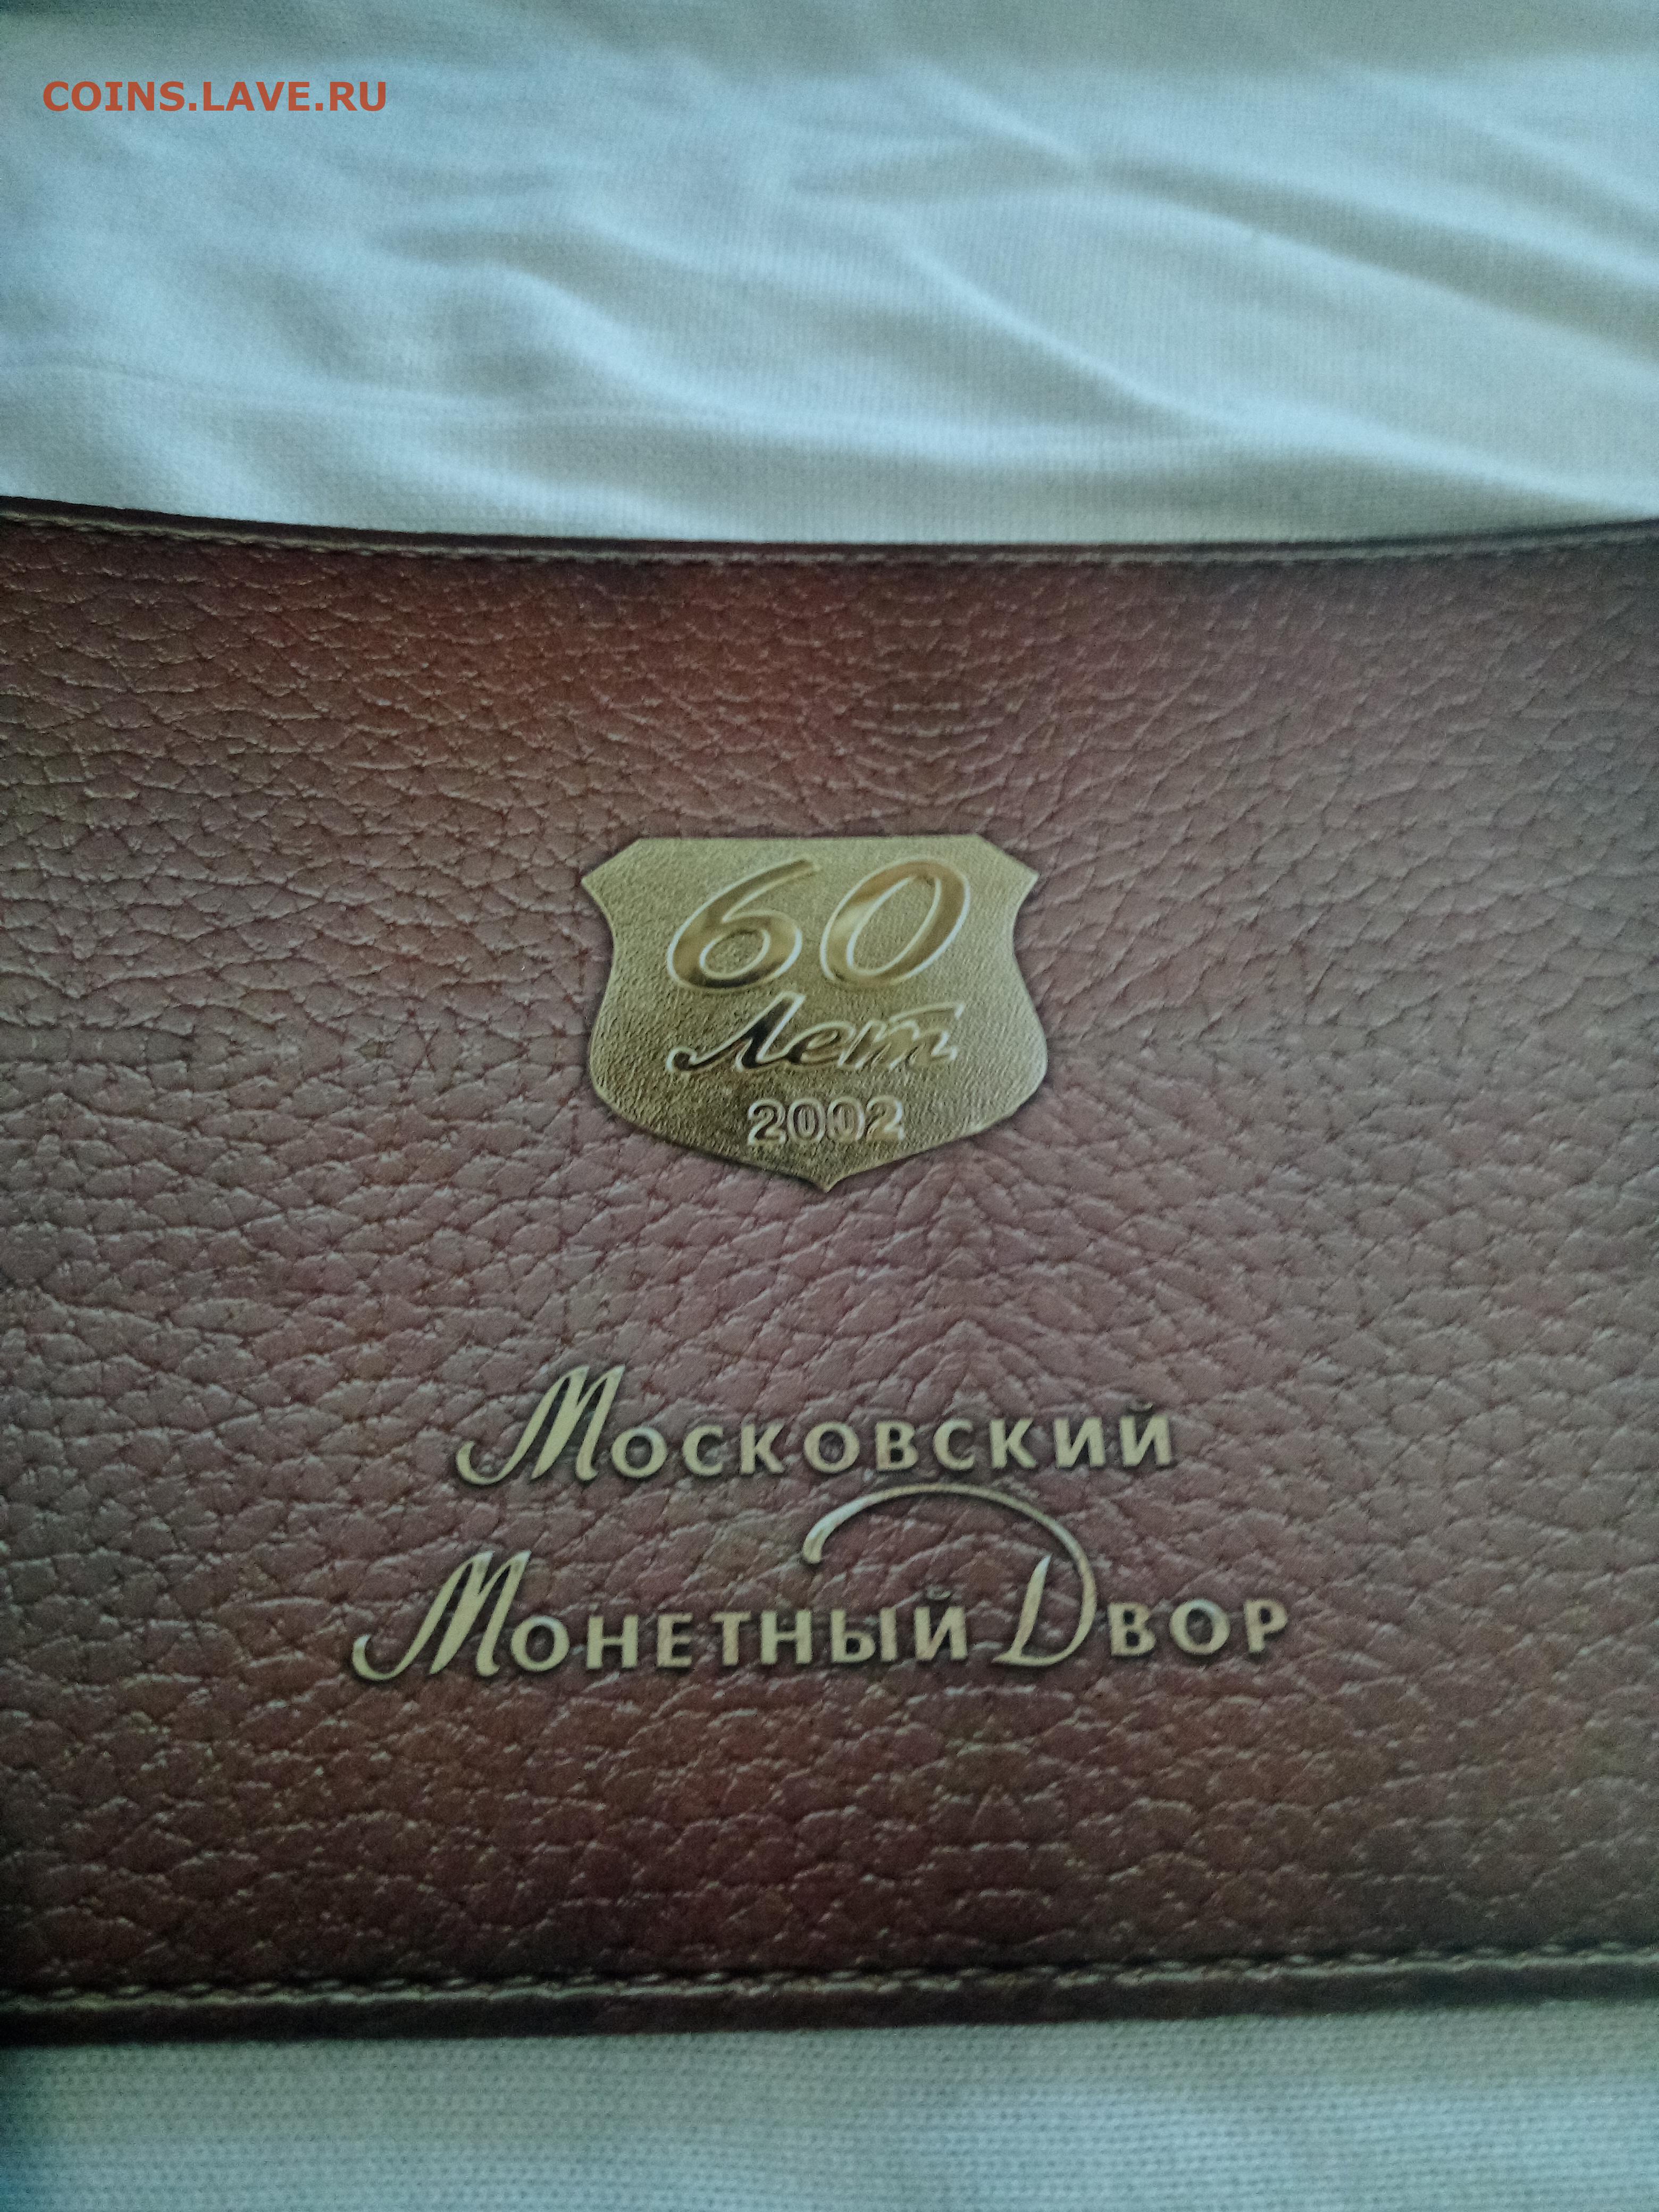 COINS.LAVE.RU
60
Лет
2002
Московский
Монетный Двор